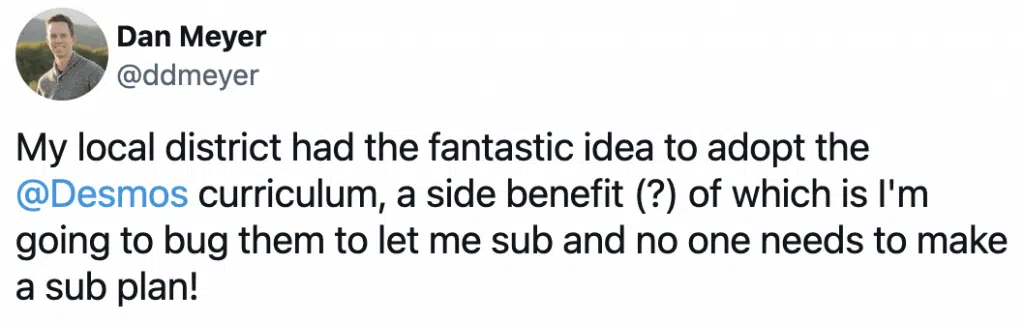 Dan Meyer
@ddmeyer
My local district had the fantastic idea to adopt the
@Desmos curriculum, a side benefit (?) of which is I'm
going to bug them to let me sub and no one needs to make
a sub plan!